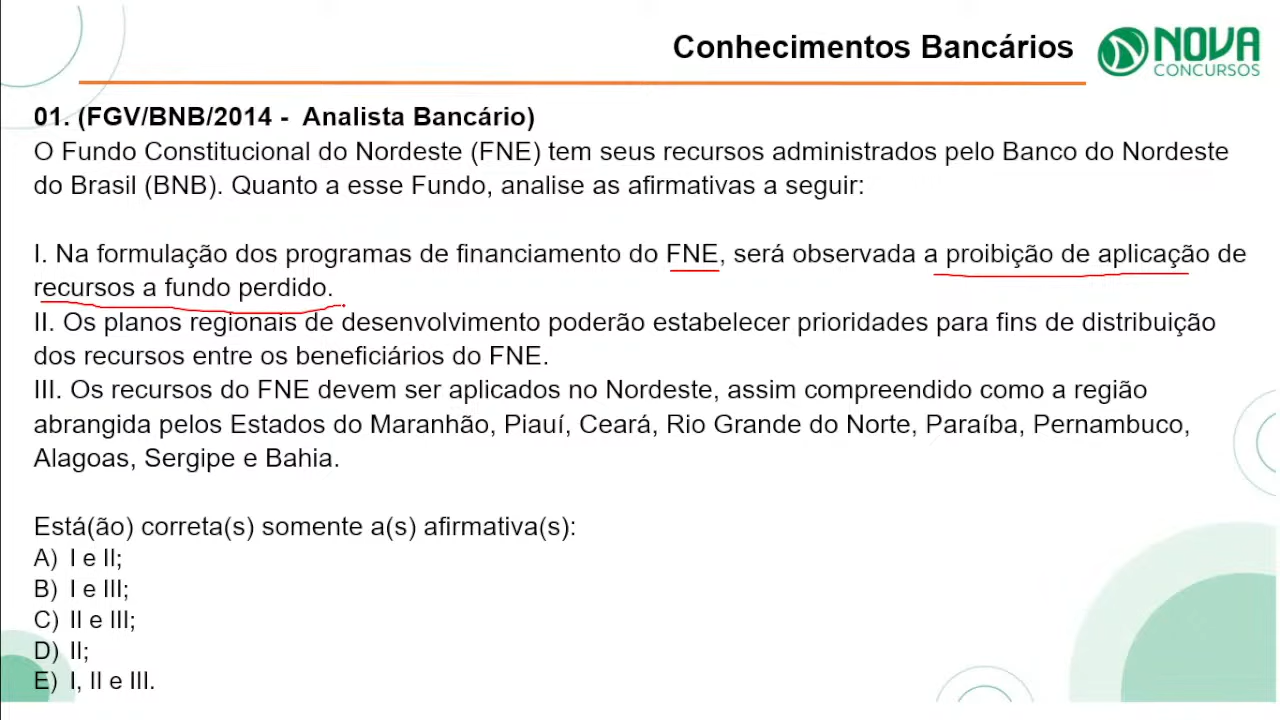 Conhecimentos Bancários
NOVA
CONCURSOS
01. (FGV/BNB/2014 - Analista Bancário)
O Fundo Constitucional do Nordeste (FNE) tem seus recursos administrados pelo Banco do Nordeste
do Brasil (BNB). Quanto a esse Fundo, analise as afirmativas a seguir:
I. Na formulação dos programas de financiamento do FNE, será observada a proibição de aplicação de
recursos a fundo perdido.
II. Os planos regionais de desenvolvimento poderão estabelecer prioridades para fins de distribuição
dos recursos entre os beneficiários do FNE.
III. Os recursos do FNE devem ser aplicados no Nordeste, assim compreendido como a região
abrangida pelos Estados do Maranhão, Piauí, Ceará, Rio Grande do Norte, Paraíba, Pernambuco,
Alagoas, Sergipe e Bahia.
Está(ão) correta(s) somente a(s) afirmativa(s):
A) I e II;
B) I e III;
C) II e III;
D) II;
E) I, II e III.